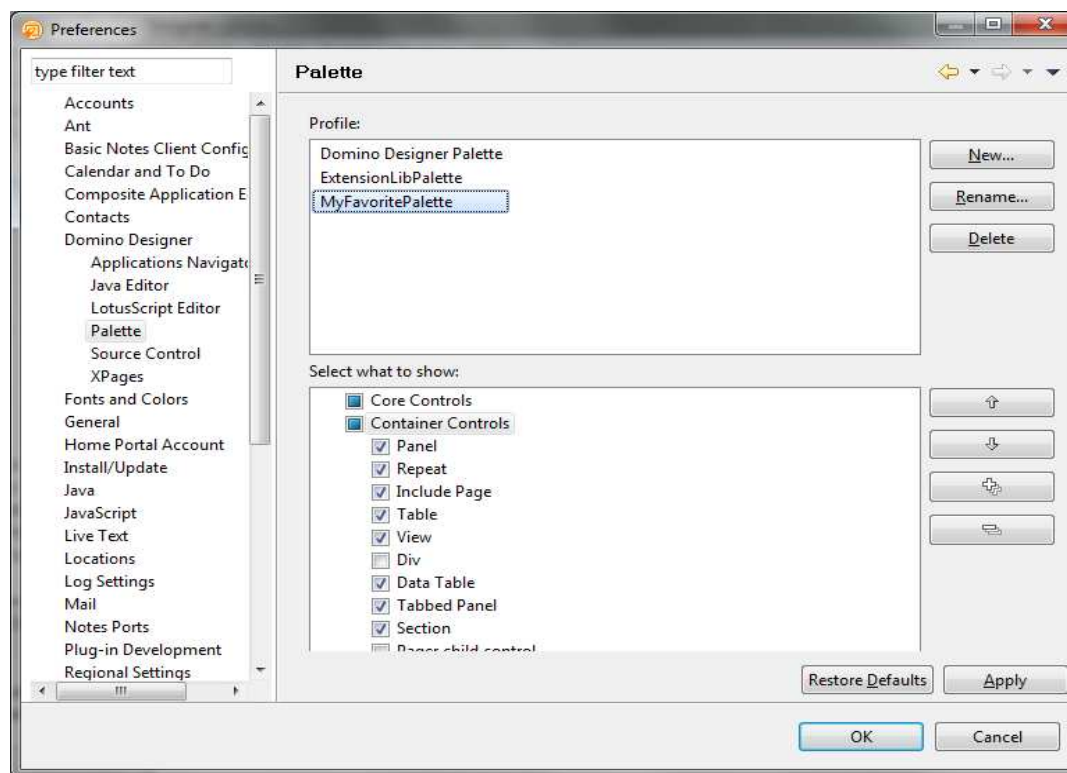 Preferences
type filter text
Accounts
Ant
Basic Notes Client Config
Calendar and To Do
Composite Application E
Contacts
Domino Designer
Applications Navigato
Java Editor
LotusScript Editor
Palette
Source Control
XPages
Fonts and Colors
General
Home Portal Account
Install/Update
Java
JavaScript
Live Text
Locations
Log Settings
Mail
Notes Ports
Plug-in Development
Regional Settings
Palette
Profile:
Domino Designer Palette
ExtensionLibPalette
MyFavoritePalette
New...
Rename...
Delete
Select what to show:
Core Controls
Container Controls
Panel
Repeat
Include Page
Table
View
Div
Data Table
Tabbed Panel
Section
Pager child control
Restore Defaults
Apply
OK
Cancel